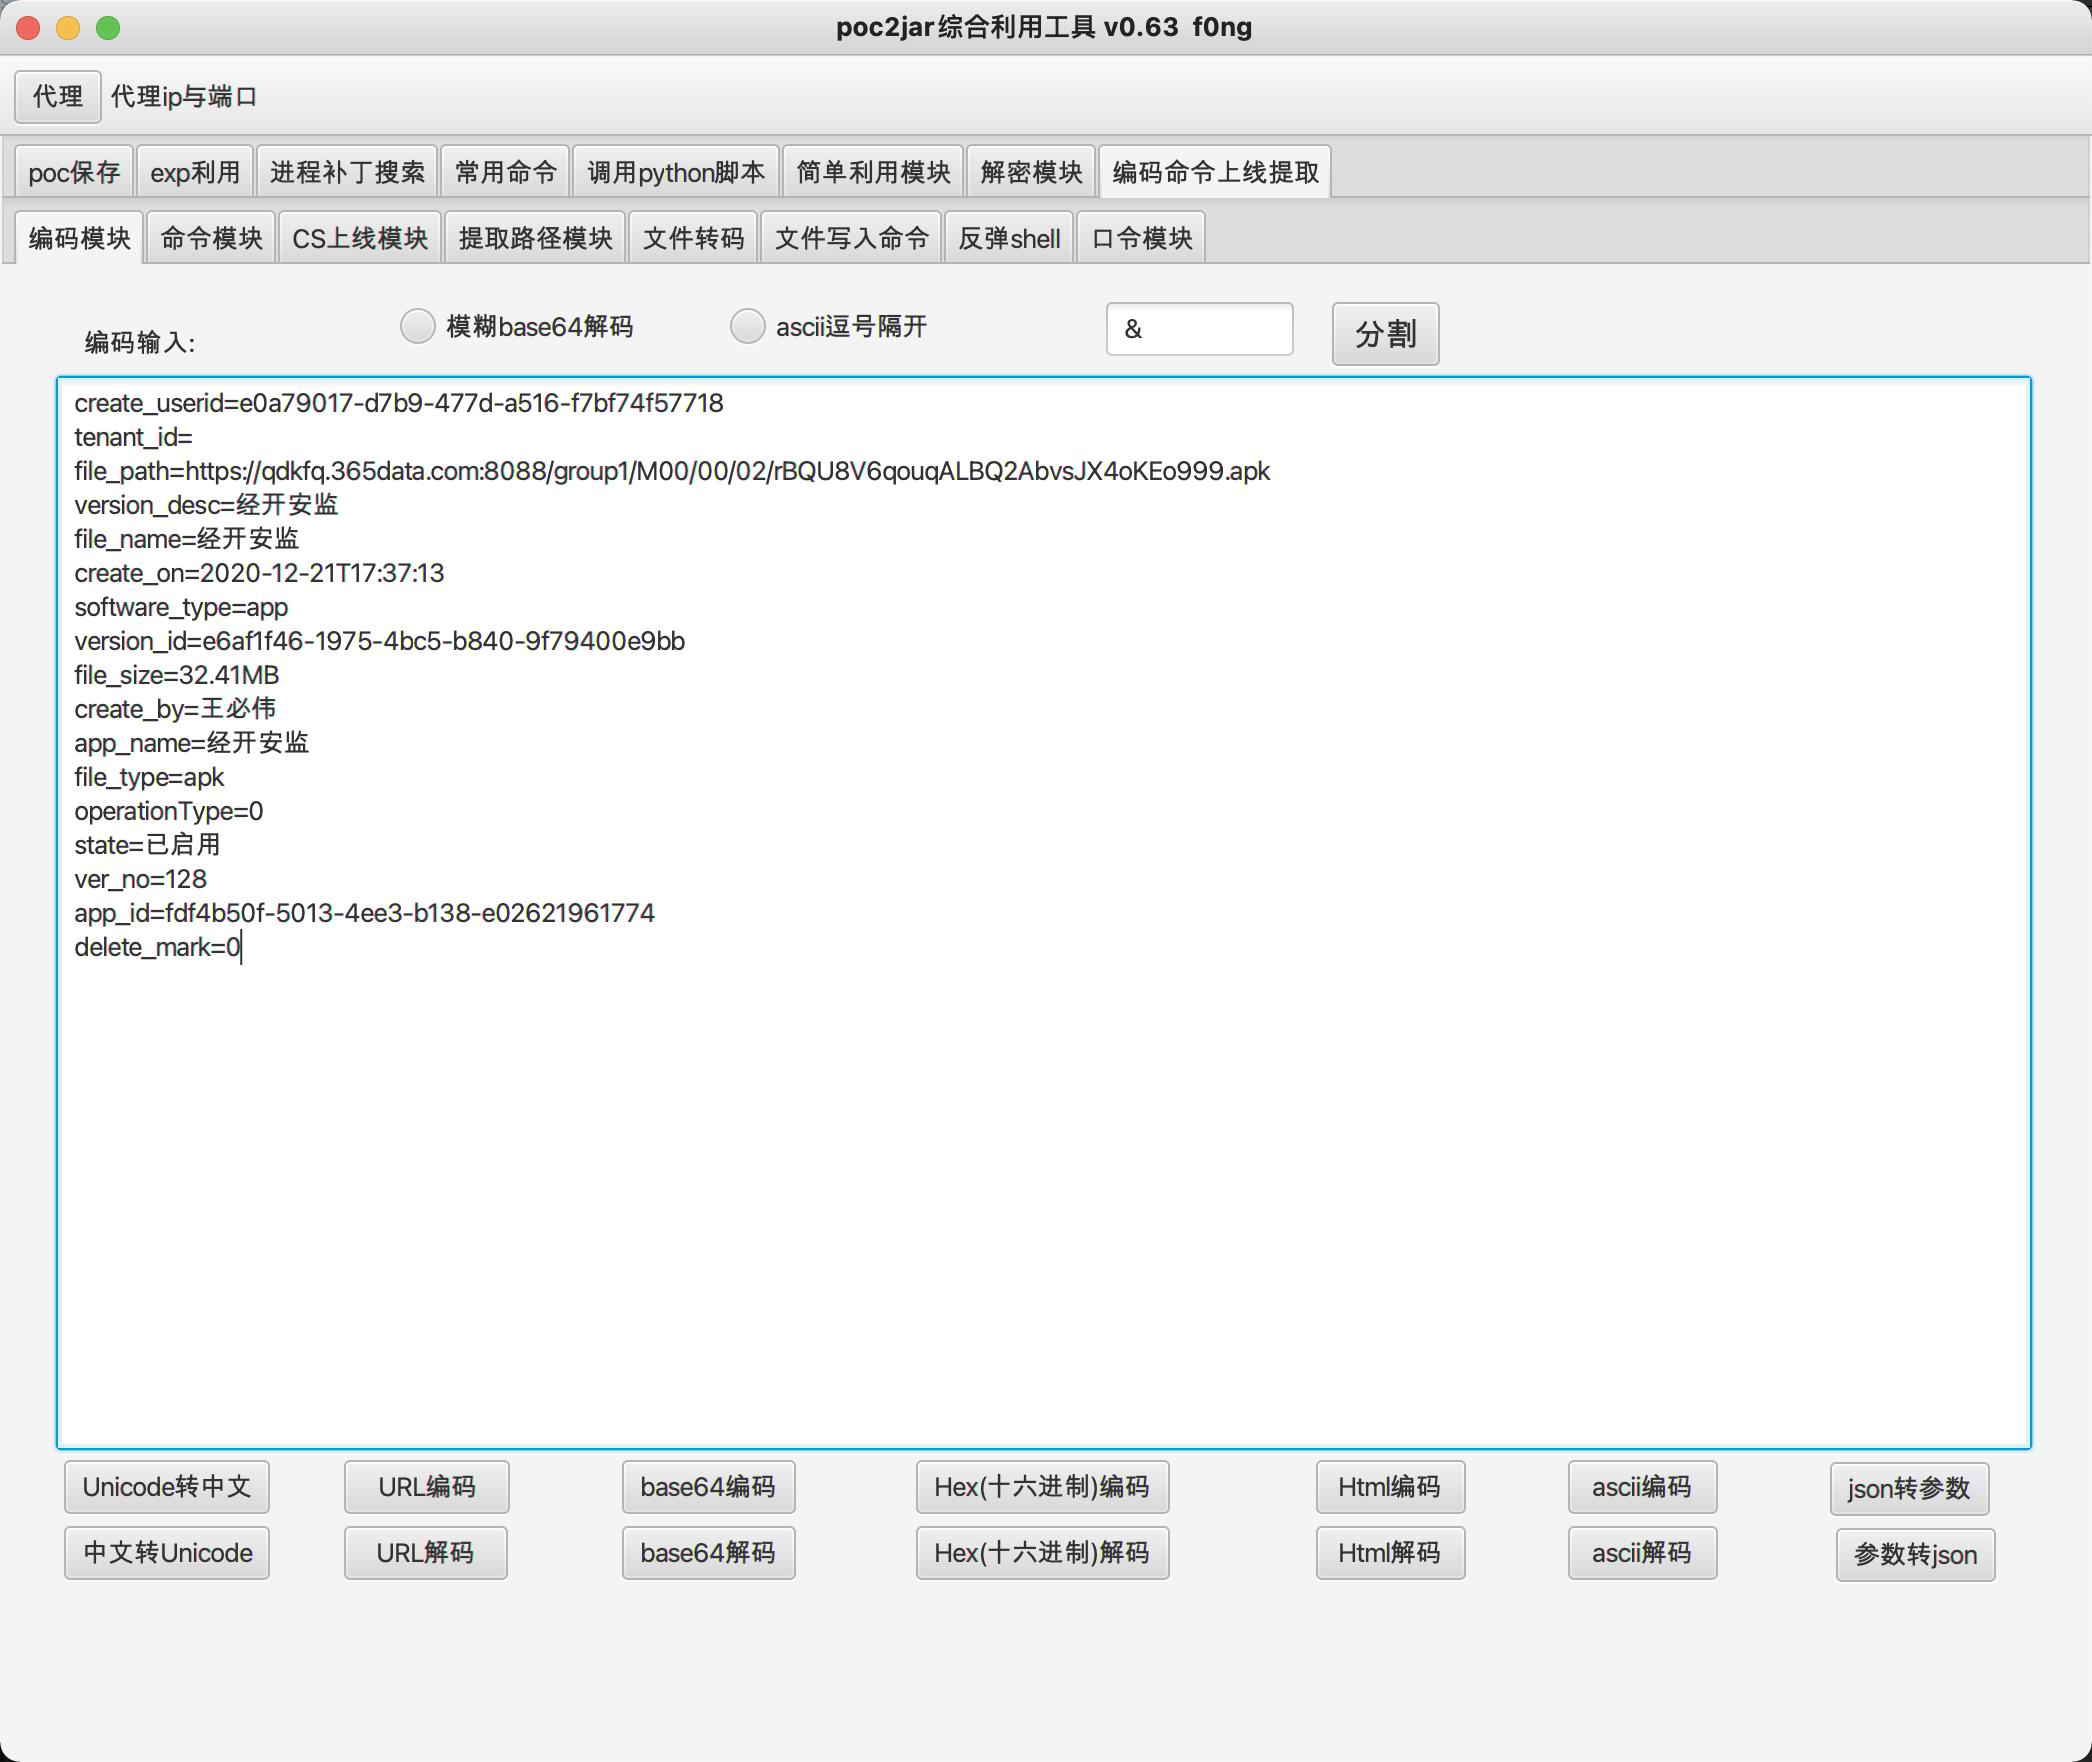 poc2jar综合利用工具 v0.63 f0ng
代理 代理ip与端口
poc保存 exp利用 进程补丁搜索 常用命令 调用python脚本 简单利用模块 解密模块 编码命令上线提取
编码模块 命令模块 CS上线模块 提取路径模块 文件转码 文件写入命令 反弹shell 口令模块
编码输入: 模糊base64解码 ascii逗号隔开 & 分割
create_userid=e0a79017-d7b9-477d-a516-f7bf74f57718
tenant_id=
file_path=https://qdkfq.365data.com:8088/group1/M00/00/02/rBQU8V6qouqALBQ2AbvsJX4oKEo999.apk
version_desc=经开安监
file_name=经开安监
create_on=2020-12-21T17:37:13
software_type=app
version_id=e6af1f46-1975-4bc5-b840-9f79400e9bb
file_size=32.41MB
create_by=王必伟
app_name=经开安监
file_type=apk
operationType=0
state=已启用
ver_no=128
app_id=fdf4b50f-5013-4ee3-b138-e02621961774
delete_mark=0
Unicode转中文 URL编码 base64编码 Hex(十六进制)编码 Html编码 ascii编码 json转参数
中文转Unicode URL解码 base64解码 Hex(十六进制)解码 Html解码 ascii解码 参数转json